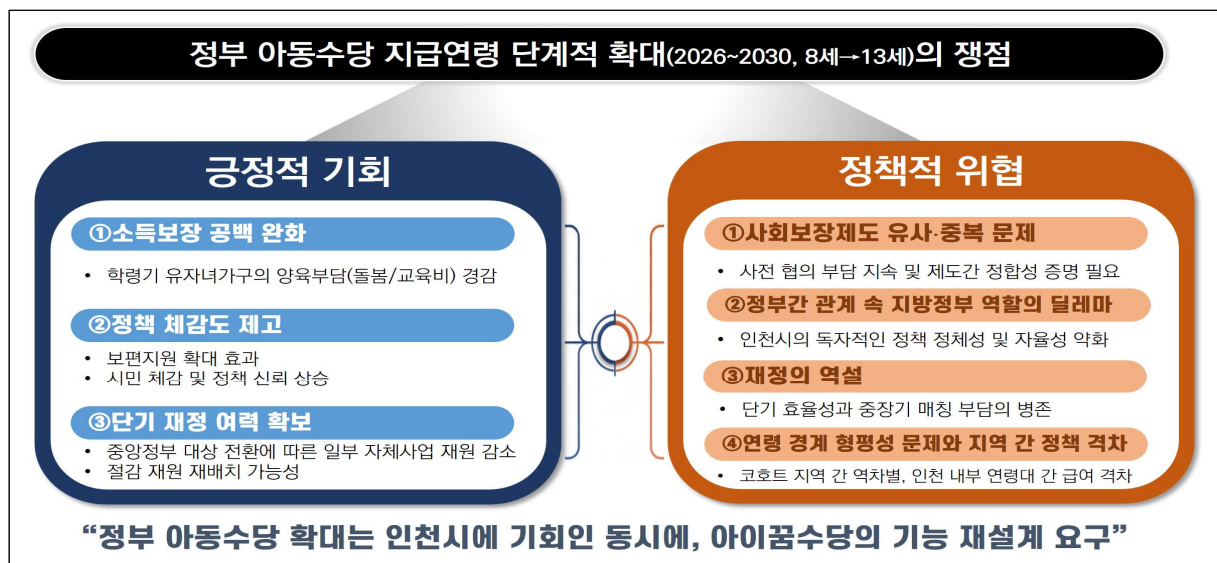 정부 아동수당 지급연령 단계적 확대(2026~2030, 8세→13세)의 쟁점
긍정적 기회
①소득보장 공백 완화
• 학령기 유자녀가구의 양육부담(돌봄/교육비) 경감
②정책 체감도 제고
• 보편지원 확대 효과
• 시민 체감 및 정책 신뢰 상승
③단기 재정 여력 확보
• 중앙정부 대상 전환에 따른 일부 자체사업 재원 감소
• 절감 재원 재배치 가능성
정책적 위협
①사회보장제도 유사·중복 문제
• 사전 협의 부담 지속 및 제도간 정합성 증명 필요
②정부간 관계 속 지방정부 역할의 딜레마
• 인천시의 독자적인 정책 정체성 및 자율성 약화
③재정의 역설
• 단기 효율성과 중장기 매칭 부담의 병존
④연령 경계 형평성 문제와 지역 간 정책 격차
• 코호트 지역 간 역차별, 인천 내부 연령대 간 급여 격차
“정부 아동수당 확대는 인천시에 기회인 동시에, 아이꿈수당의 기능 재설계 요구”